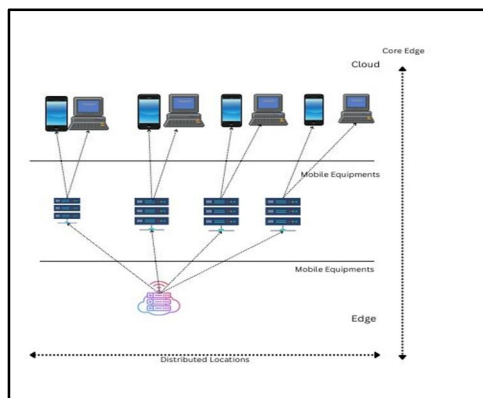 Core Edge
Cloud
Mobile Equipments
Mobile Equipments
Edge
Distributed Locations